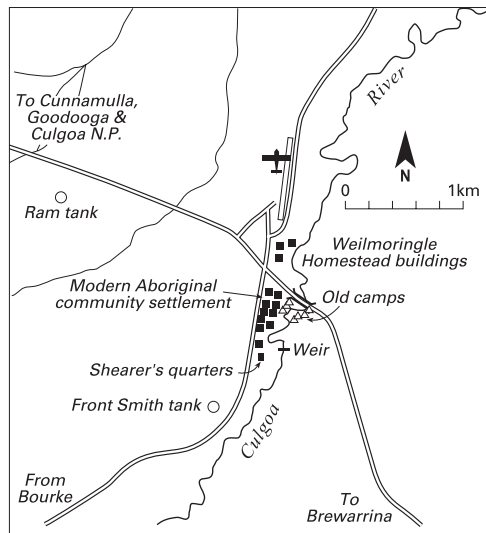 River
To Cunnamulla,
Goodooga &
Culgoa N.P.
N
0 1km
Ram tank
Weilmoringle
Homestead buildings
Modern Aboriginal
community settlement
Old camps
Weir
Shearer's quarters
Front Smith tank
Culgoa
From
Bourke
To
Brewarrina